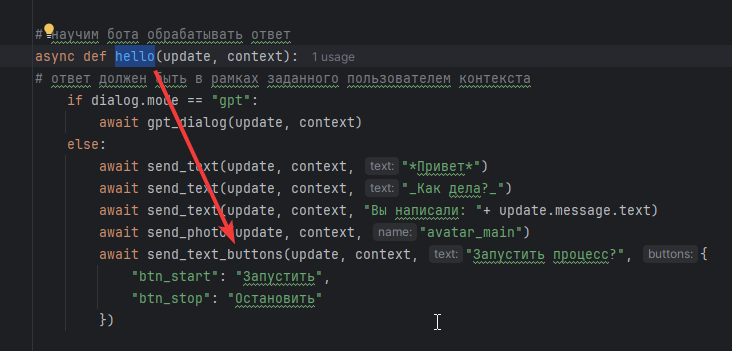 # научим бота обрабатывать ответ
async def hello(update, context): 1 usage
# ответ должен быть в рамках заданного пользователем контекста
if dialog.mode == "gpt":
await gpt_dialog(update, context)
else:
await send_text(update, context, text: "*Привет*")
await send_text(update, context, text: "_Как дела?_")
await send_text(update, context, "Вы написали: "+ update.message.text)
await send_photo(update, context, name: "avatar_main")
await send_text_buttons(update, context, text: "Запустить процесс?", buttons: {
"btn_start": "Запустить",
"btn_stop": "Остановить"
})